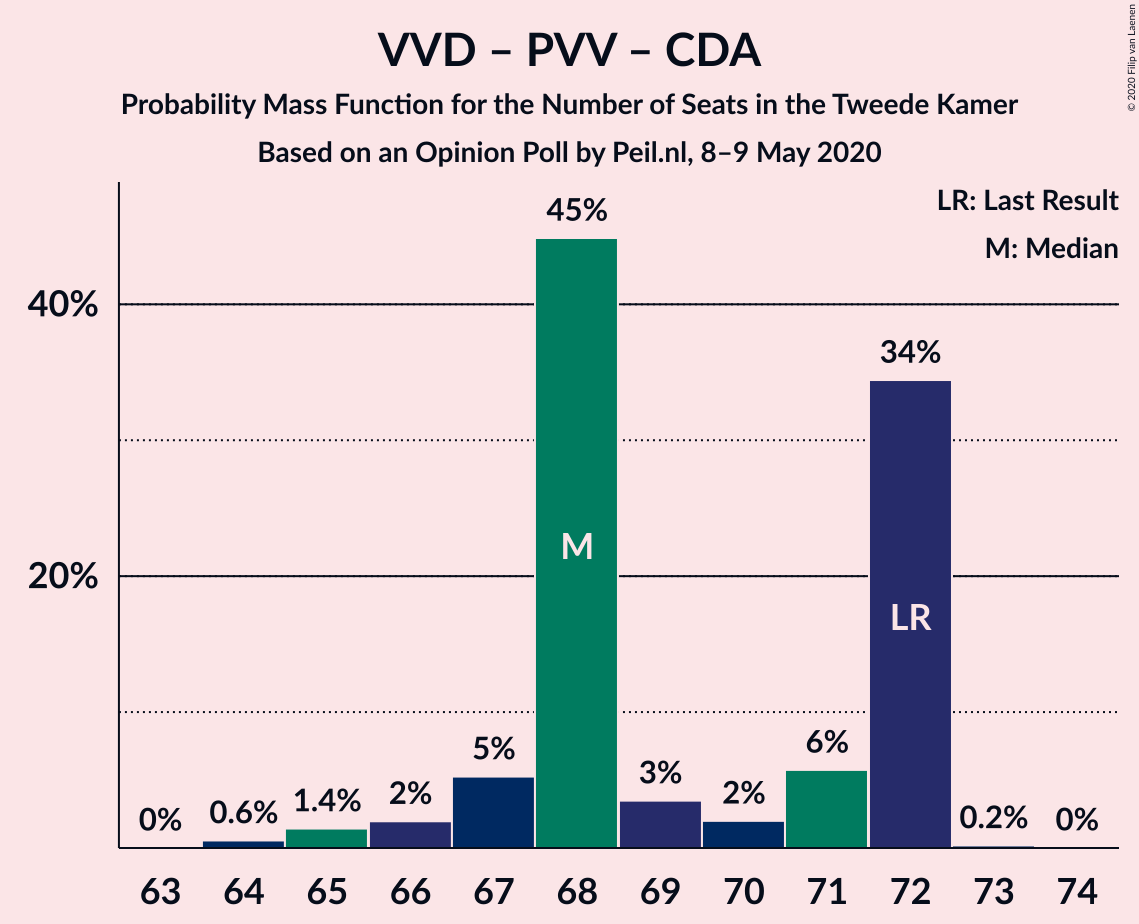 VVD – PVV – CDA
Probability Mass Function for the Number of Seats in the Tweede Kamer
Based on an Opinion Poll by Peil.nl, 8–9 May 2020
© 2020 Filip van Laenen
LR: Last Result
M: Median
40%
20%
0%
0.6%
1.4%
2%
5%
45%
3%
2%
6%
34%
0.2%
0%
M
LR
63 64 65 66 67 68 69 70 71 72 73 74